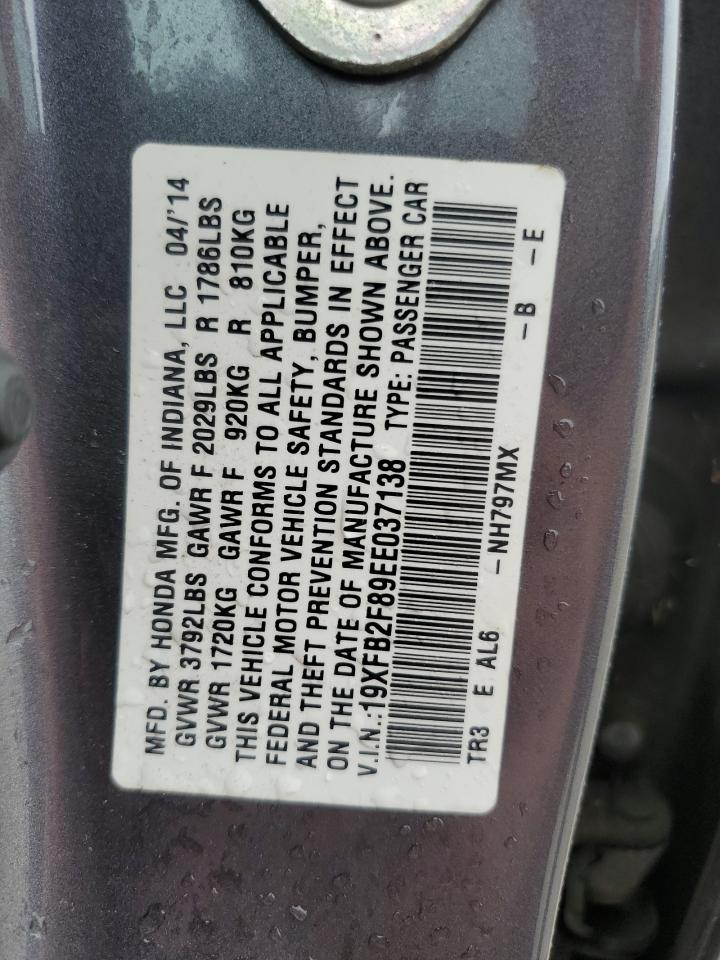 MFD. BY HONDA MFG. OF INDIANA, LLC 04/'14
GVWR 3792LBS GAWR F 2029LBS R 1786LBS
GVWR 1720KG GAWR F 920KG R 810KG
THIS VEHICLE CONFORMS TO ALL APPLICABLE
FEDERAL MOTOR VEHICLE SAFETY, BUMPER,
AND THEFT PREVENTION STANDARDS IN EFFECT
ON THE DATE OF MANUFACTURE SHOWN ABOVE.
V.I.N.:19XFB2F89EE037138 TYPE: PASSENGER CAR
TR3 E AL6 -NH797MX -B -E